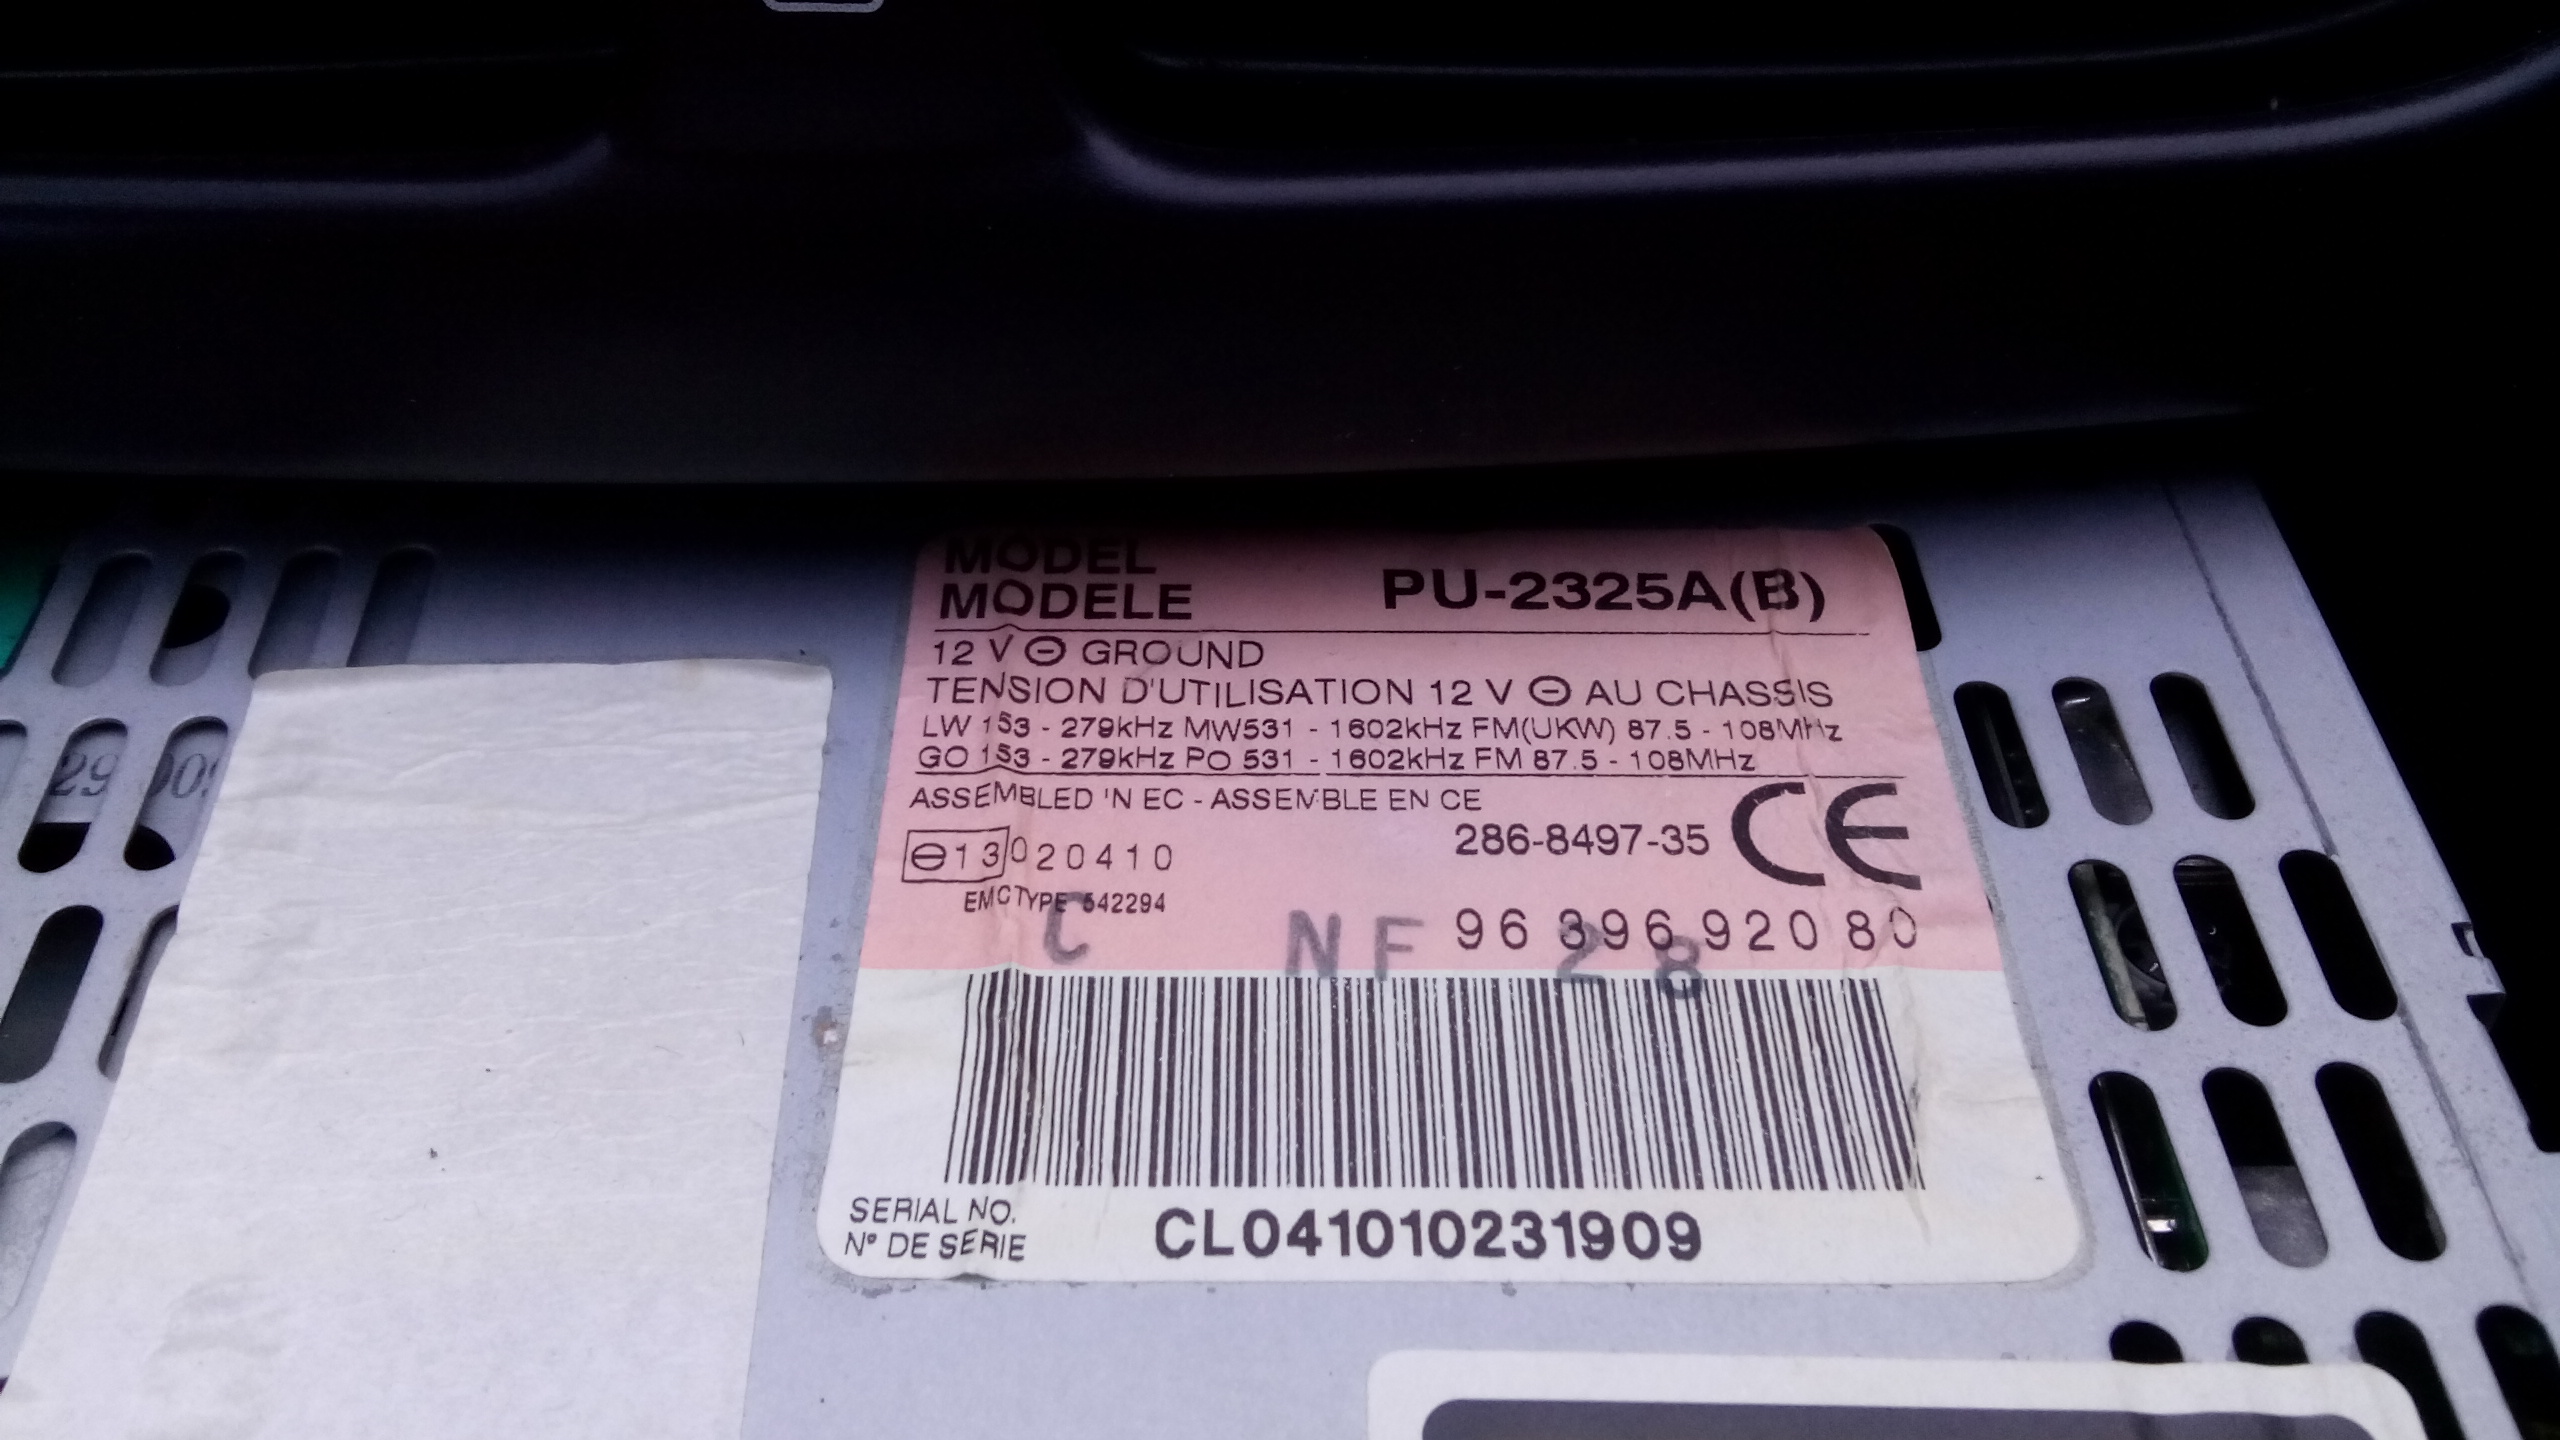 MODEL
MODELE PU-2325A(B)
12 V ⊖ GROUND
TENSION D'UTILISATION 12 V ⊖ AU CHASSIS
LW 153 - 279kHz MW531 - 1602kHz FM(UKW) 87.5 - 108MHz
GO 153 - 279kHz PO 531 - 1602kHz FM 87.5 - 108MHz
ASSEMBLED IN EC - ASSEMBLE EN CE
286-8497-35 CE
⊖13 020410
EMC TYPE 542294
96 396 920 80
C NF 28
SERIAL NO.
N° DE SERIE CL041010231909
29